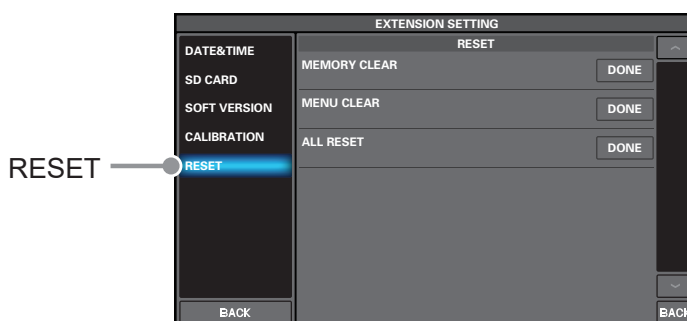 EXTENSION SETTING
DATE&TIME
SD CARD
SOFT VERSION
CALIBRATION
RESET
RESET
BACK
RESET
MEMORY CLEAR DONE
MENU CLEAR DONE
ALL RESET DONE
BACK